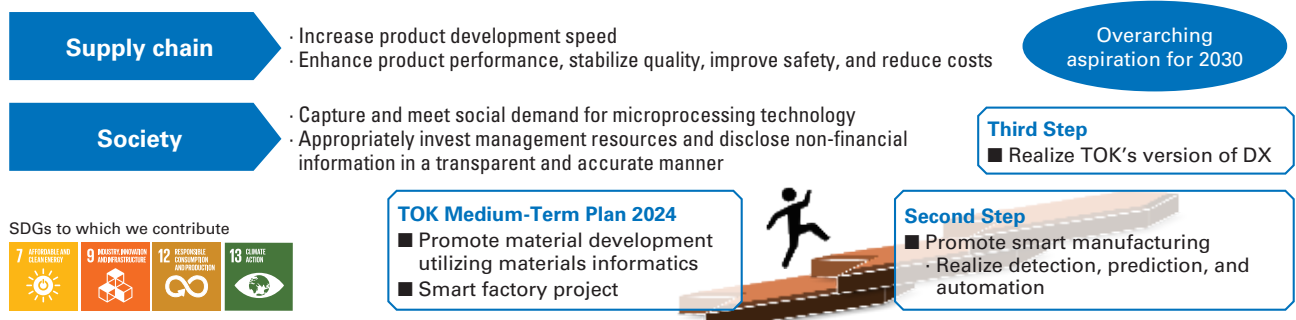 Supply chain
· Increase product development speed
· Enhance product performance, stabilize quality, improve safety, and reduce costs
Overarching
aspiration for 2030
Society
· Capture and meet social demand for microprocessing technology
· Appropriately invest management resources and disclose non-financial
information in a transparent and accurate manner
Third Step
■ Realize TOK’s version of DX
SDGs to which we contribute
7 AFFORDABLE AND
CLEAN ENERGY
9 INDUSTRY, INNOVATION
AND INFRASTRUCTURE
12 RESPONSIBLE
CONSUMPTION
AND PRODUCTION
13 CLIMATE
ACTION
TOK Medium-Term Plan 2024
■ Promote material development
utilizing materials informatics
■ Smart factory project
Second Step
■ Promote smart manufacturing
· Realize detection, prediction, and
automation